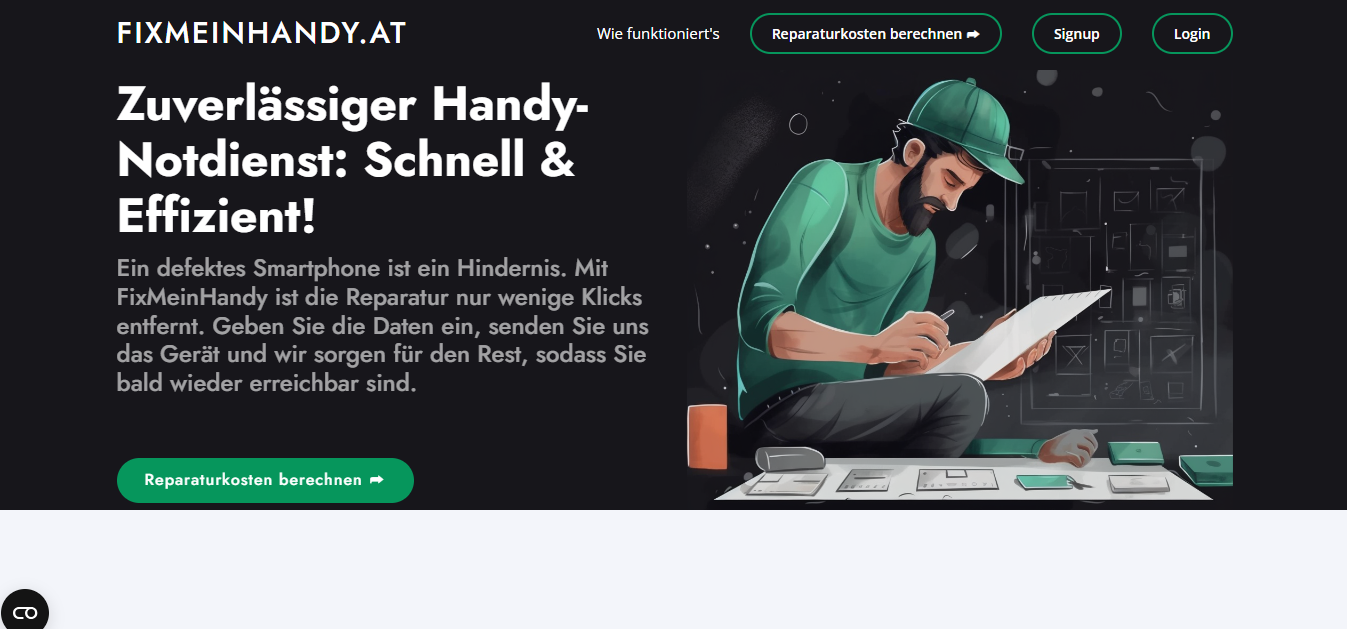 FIXMEINHANDY.AT
Wie funktioniert's
Reparaturkosten berechnen ➦
Signup
Login
Zuverlässiger Handy-
Notdienst: Schnell &
Effizient!
Ein defektes Smartphone ist ein Hindernis. Mit
FixMeinHandy ist die Reparatur nur wenige Klicks
entfernt. Geben Sie die Daten ein, senden Sie uns
das Gerät und wir sorgen für den Rest, sodass Sie
bald wieder erreichbar sind.
Reparaturkosten berechnen ➦